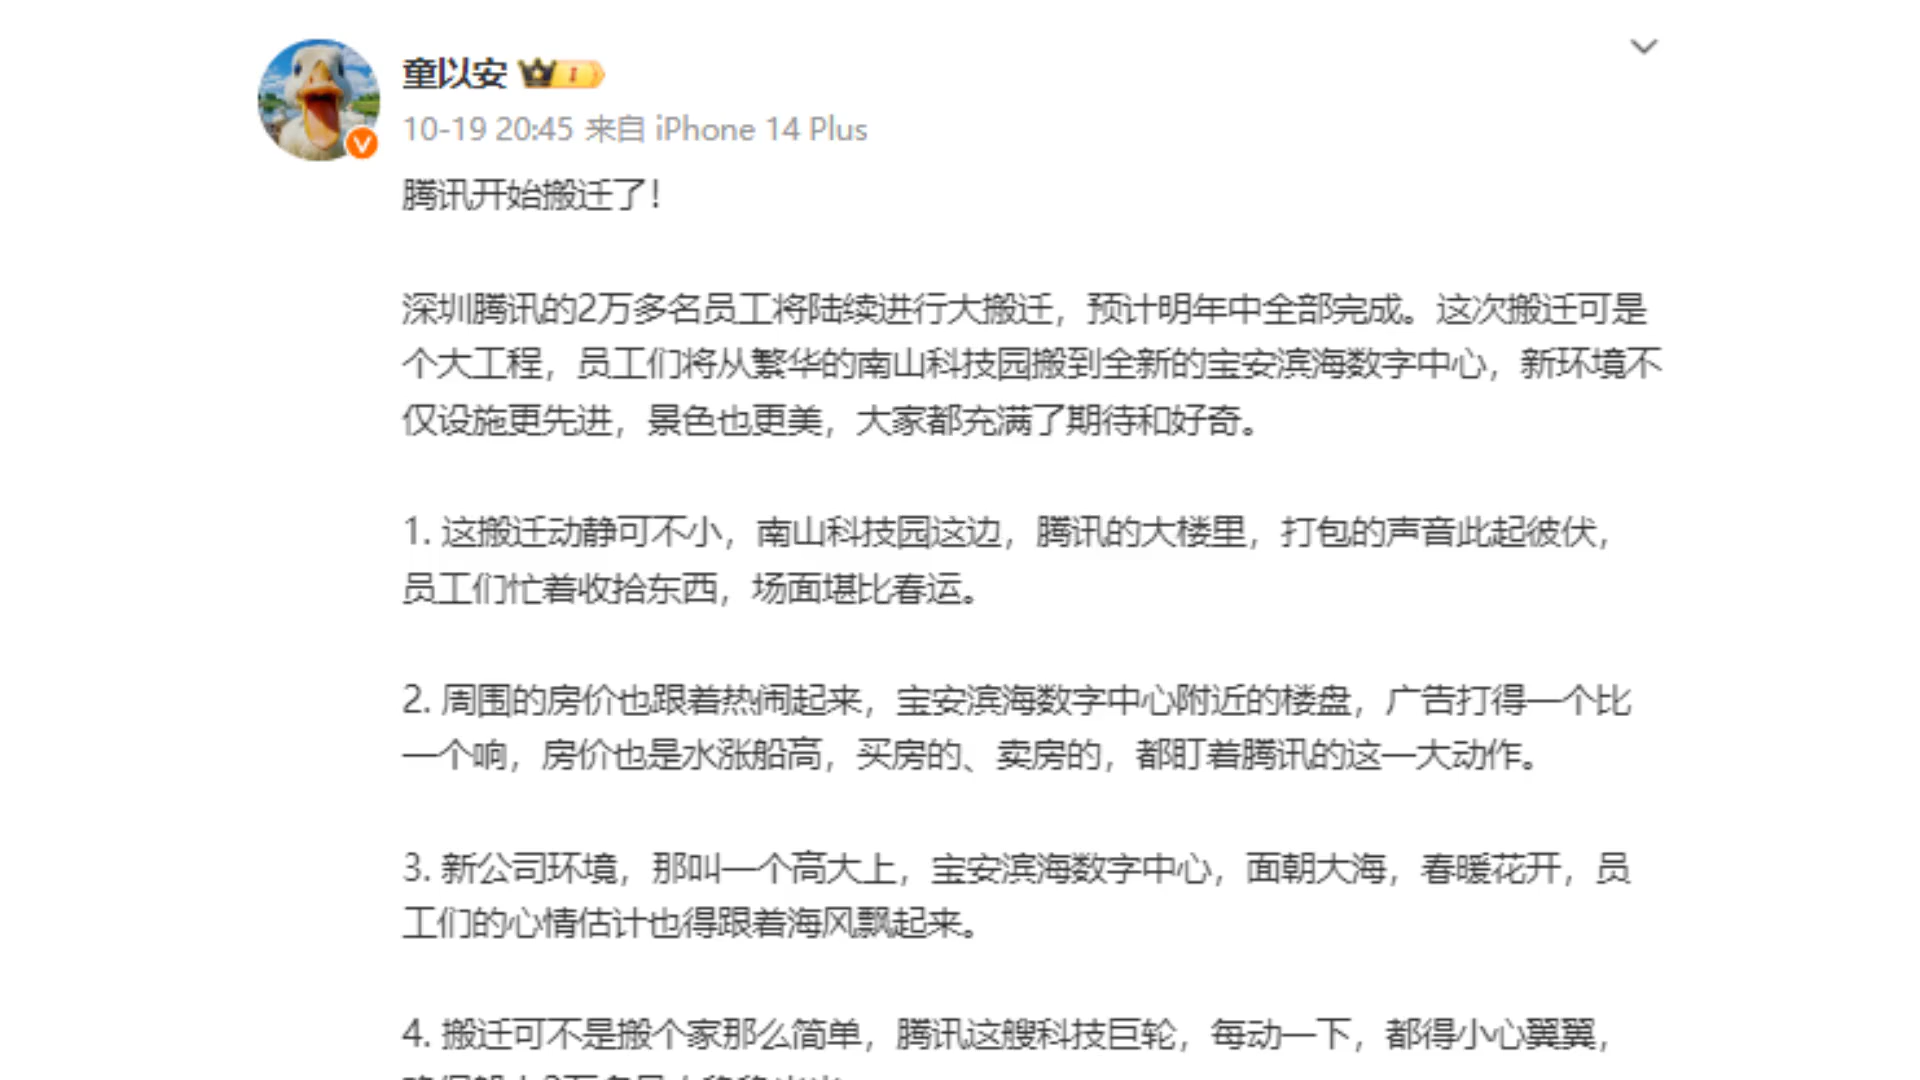 童以安
10-19 20:45 来自 iPhone 14 Plus
腾讯开始搬迁了!
深圳腾讯的2万多名员工将陆续进行大搬迁，预计明年中全部完成。这次搬迁可是
个大工程，员工们将从繁华的南山科技园搬到全新的宝安滨海数字中心，新环境不
仅设施更先进，景色也更美，大家都充满了期待和好奇。
1. 这搬迁动静可不小，南山科技园这边，腾讯的大楼里，打包的声音此起彼伏，
员工们忙着收拾东西，场面堪比春运。
2. 周围的房价也跟着热闹起来，宝安滨海数字中心附近的楼盘，广告打得一个比
一个响，房价也是水涨船高，买房的、卖房的，都盯着腾讯的这一大动作。
3. 新公司环境，那叫一个高大上，宝安滨海数字中心，面朝大海，春暖花开，员
工们的心情估计也得跟着海风飘起来。
4. 搬迁可不是搬个家那么简单，腾讯这艘科技巨轮，每动一下，都得小心翼翼，